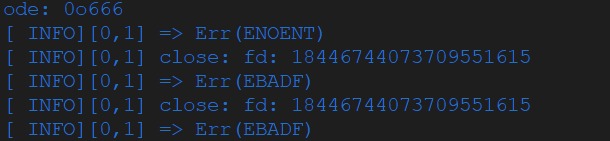 ode: 0o666
[ INFO][0,1] => Err(ENOENT)
[ INFO][0,1] close: fd: 18446744073709551615
[ INFO][0,1] => Err(EBADF)
[ INFO][0,1] close: fd: 18446744073709551615
[ INFO][0,1] => Err(EBADF)